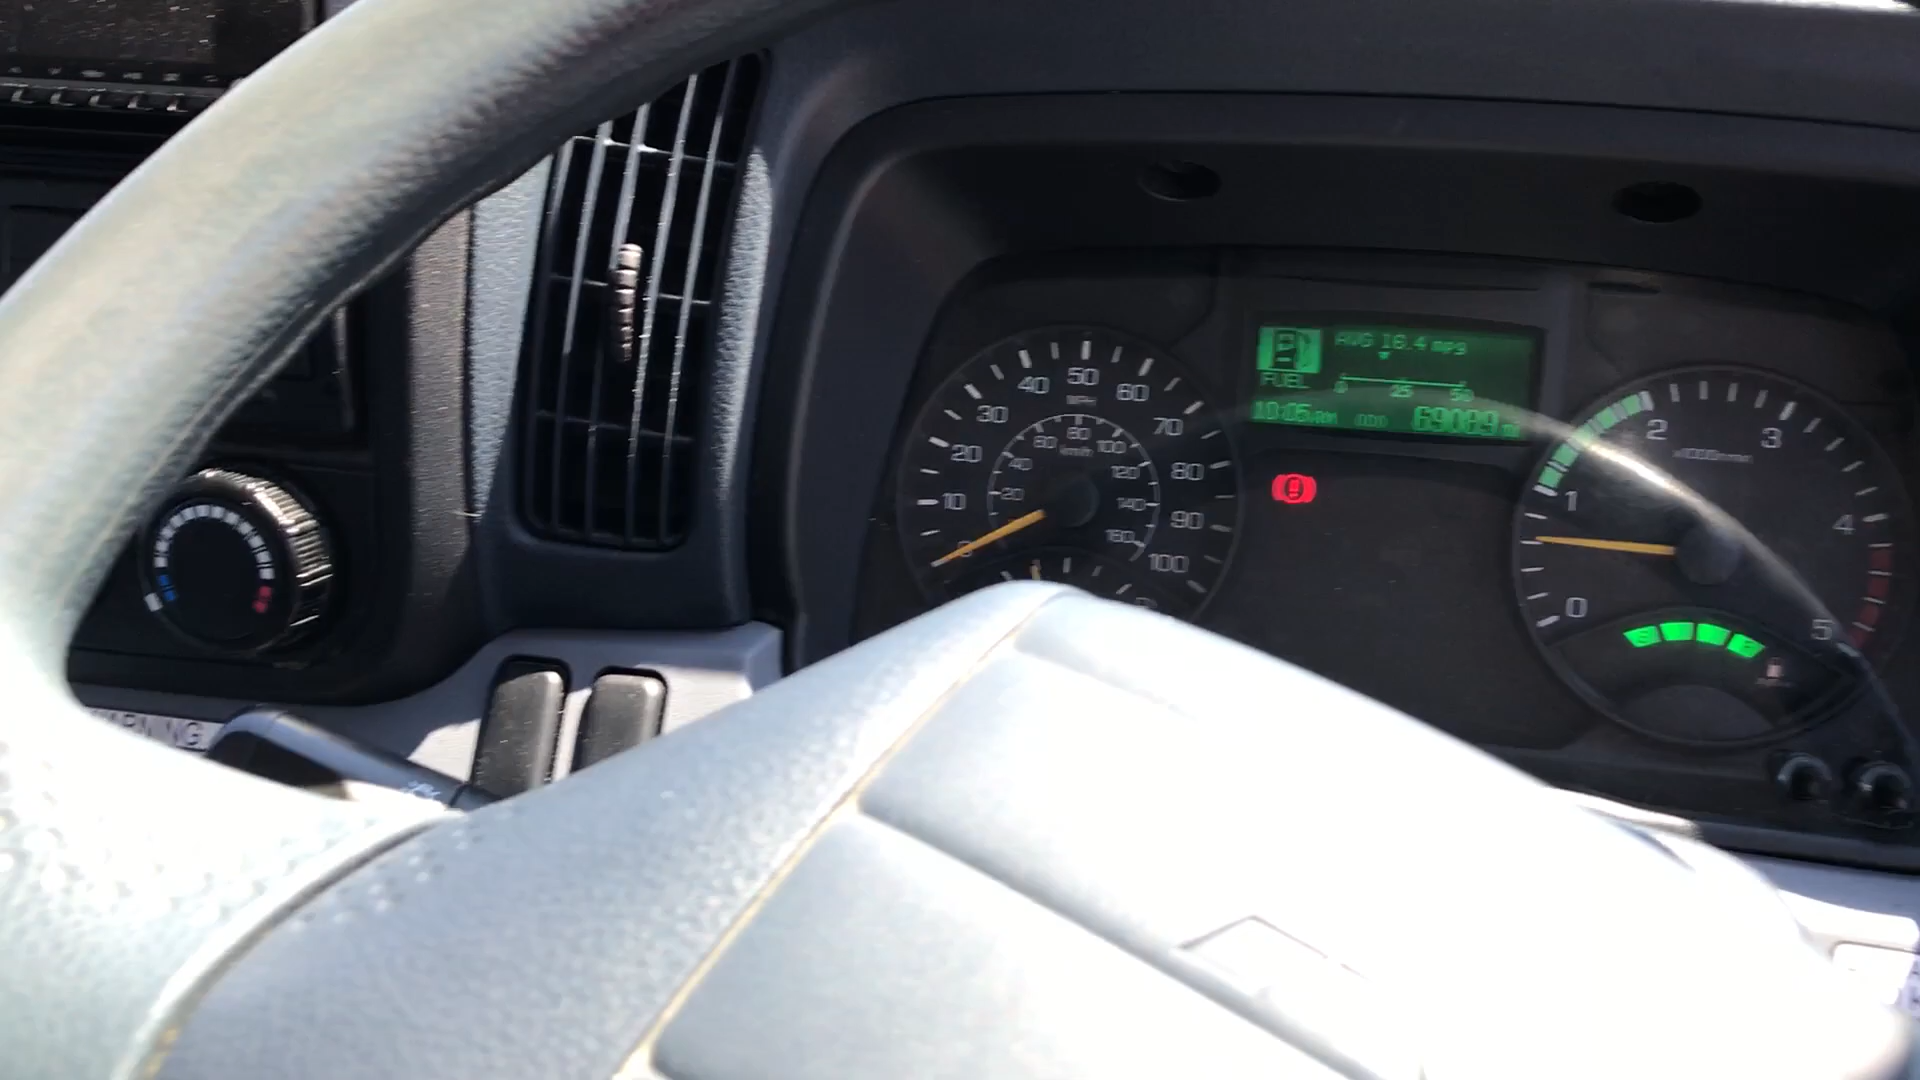 AVG 16.4 mpg
FUEL 0 25 50
10:05AM ODO 69089 mi
0 10 20 30 40 50 60 70 80 90 100
MPH
20 40 60 80 100 120 140 160
km/h
0 1 2 3 4 5
x1000rpm
WARNING